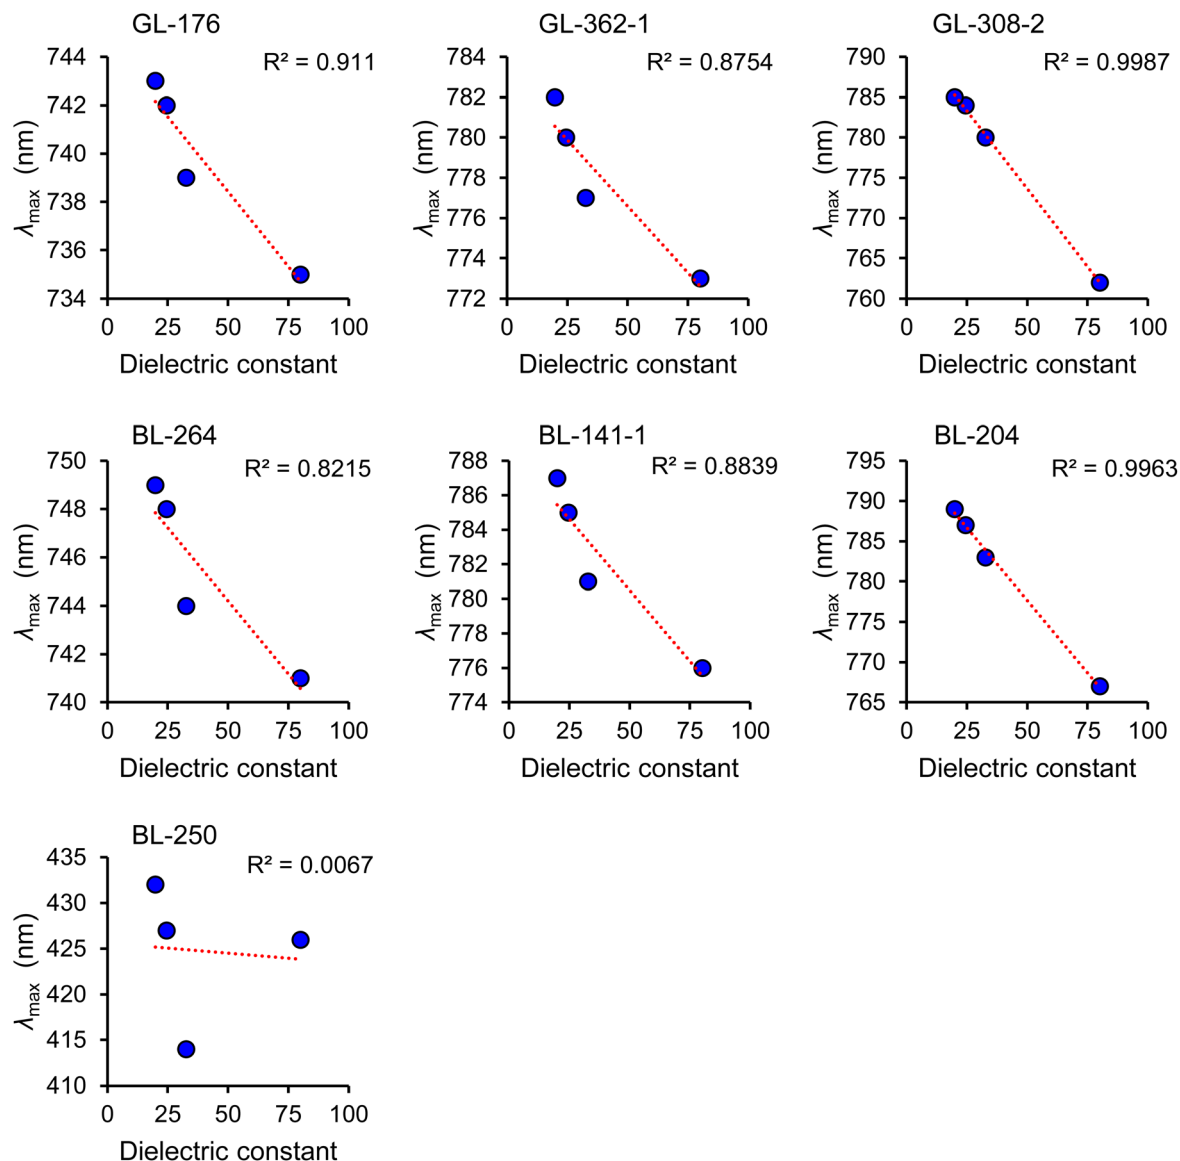 GL-176
R² = 0.911
744
742
740
738
736
734
0 25 50 75 100
λmax (nm)
Dielectric constant
GL-362-1
R² = 0.8754
784
782
780
778
776
774
772
0 25 50 75 100
λmax (nm)
Dielectric constant
GL-308-2
R² = 0.9987
790
785
780
775
770
765
760
0 25 50 75 100
λmax (nm)
Dielectric constant
BL-264
R² = 0.8215
750
748
746
744
742
740
0 25 50 75 100
λmax (nm)
Dielectric constant
BL-141-1
R² = 0.8839
788
786
784
782
780
778
776
774
0 25 50 75 100
λmax (nm)
Dielectric constant
BL-204
R² = 0.9963
795
790
785
780
775
770
765
0 25 50 75 100
λmax (nm)
Dielectric constant
BL-250
R² = 0.0067
435
430
425
420
415
410
0 25 50 75 100
λmax (nm)
Dielectric constant